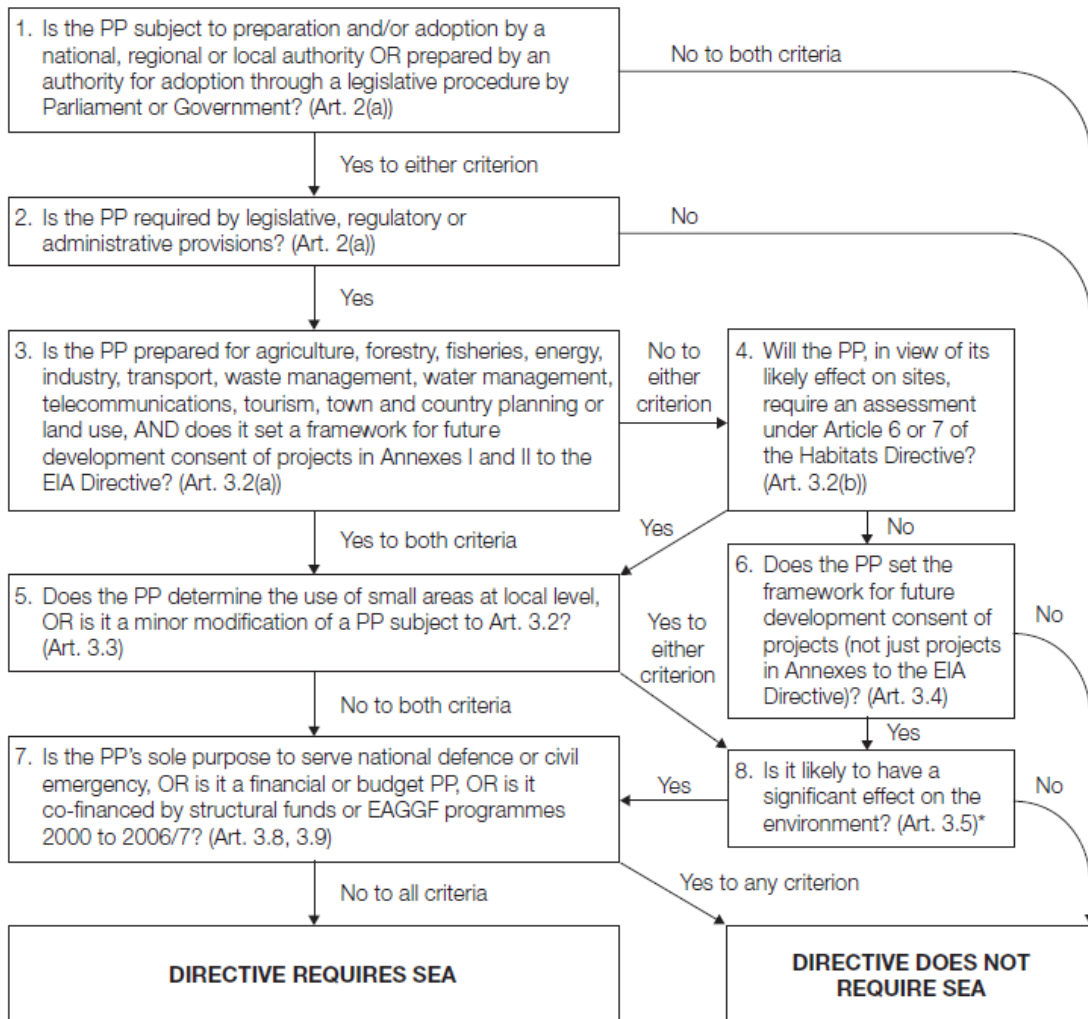 1. Is the PP subject to preparation and/or adoption by a
national, regional or local authority OR prepared by an
authority for adoption through a legislative procedure by
Parliament or Government? (Art. 2(a))
No to both criteria
Yes to either criterion
2. Is the PP required by legislative, regulatory or
administrative provisions? (Art. 2(a))
No
Yes
3. Is the PP prepared for agriculture, forestry, fisheries, energy,
industry, transport, waste management, water management,
telecommunications, tourism, town and country planning or
land use, AND does it set a framework for future
development consent of projects in Annexes I and II to the
EIA Directive? (Art. 3.2(a))
No to
either
criterion
4. Will the PP, in view of its
likely effect on sites,
require an assessment
under Article 6 or 7 of
the Habitats Directive?
(Art. 3.2(b))
Yes to both criteria
Yes
No
5. Does the PP determine the use of small areas at local level,
OR is it a minor modification of a PP subject to Art. 3.2?
(Art. 3.3)
Yes to
either
criterion
6. Does the PP set the
framework for future
development consent of
projects (not just projects
in Annexes to the EIA
Directive)? (Art. 3.4)
No
No to both criteria
Yes
7. Is the PP's sole purpose to serve national defence or civil
emergency, OR is it a financial or budget PP, OR is it
co-financed by structural funds or EAGGF programmes
2000 to 2006/7? (Art. 3.8, 3.9)
Yes
8. Is it likely to have a
significant effect on the
environment? (Art. 3.5)*
No
No to all criteria
Yes to any criterion
DIRECTIVE REQUIRES SEA
DIRECTIVE DOES NOT
REQUIRE SEA